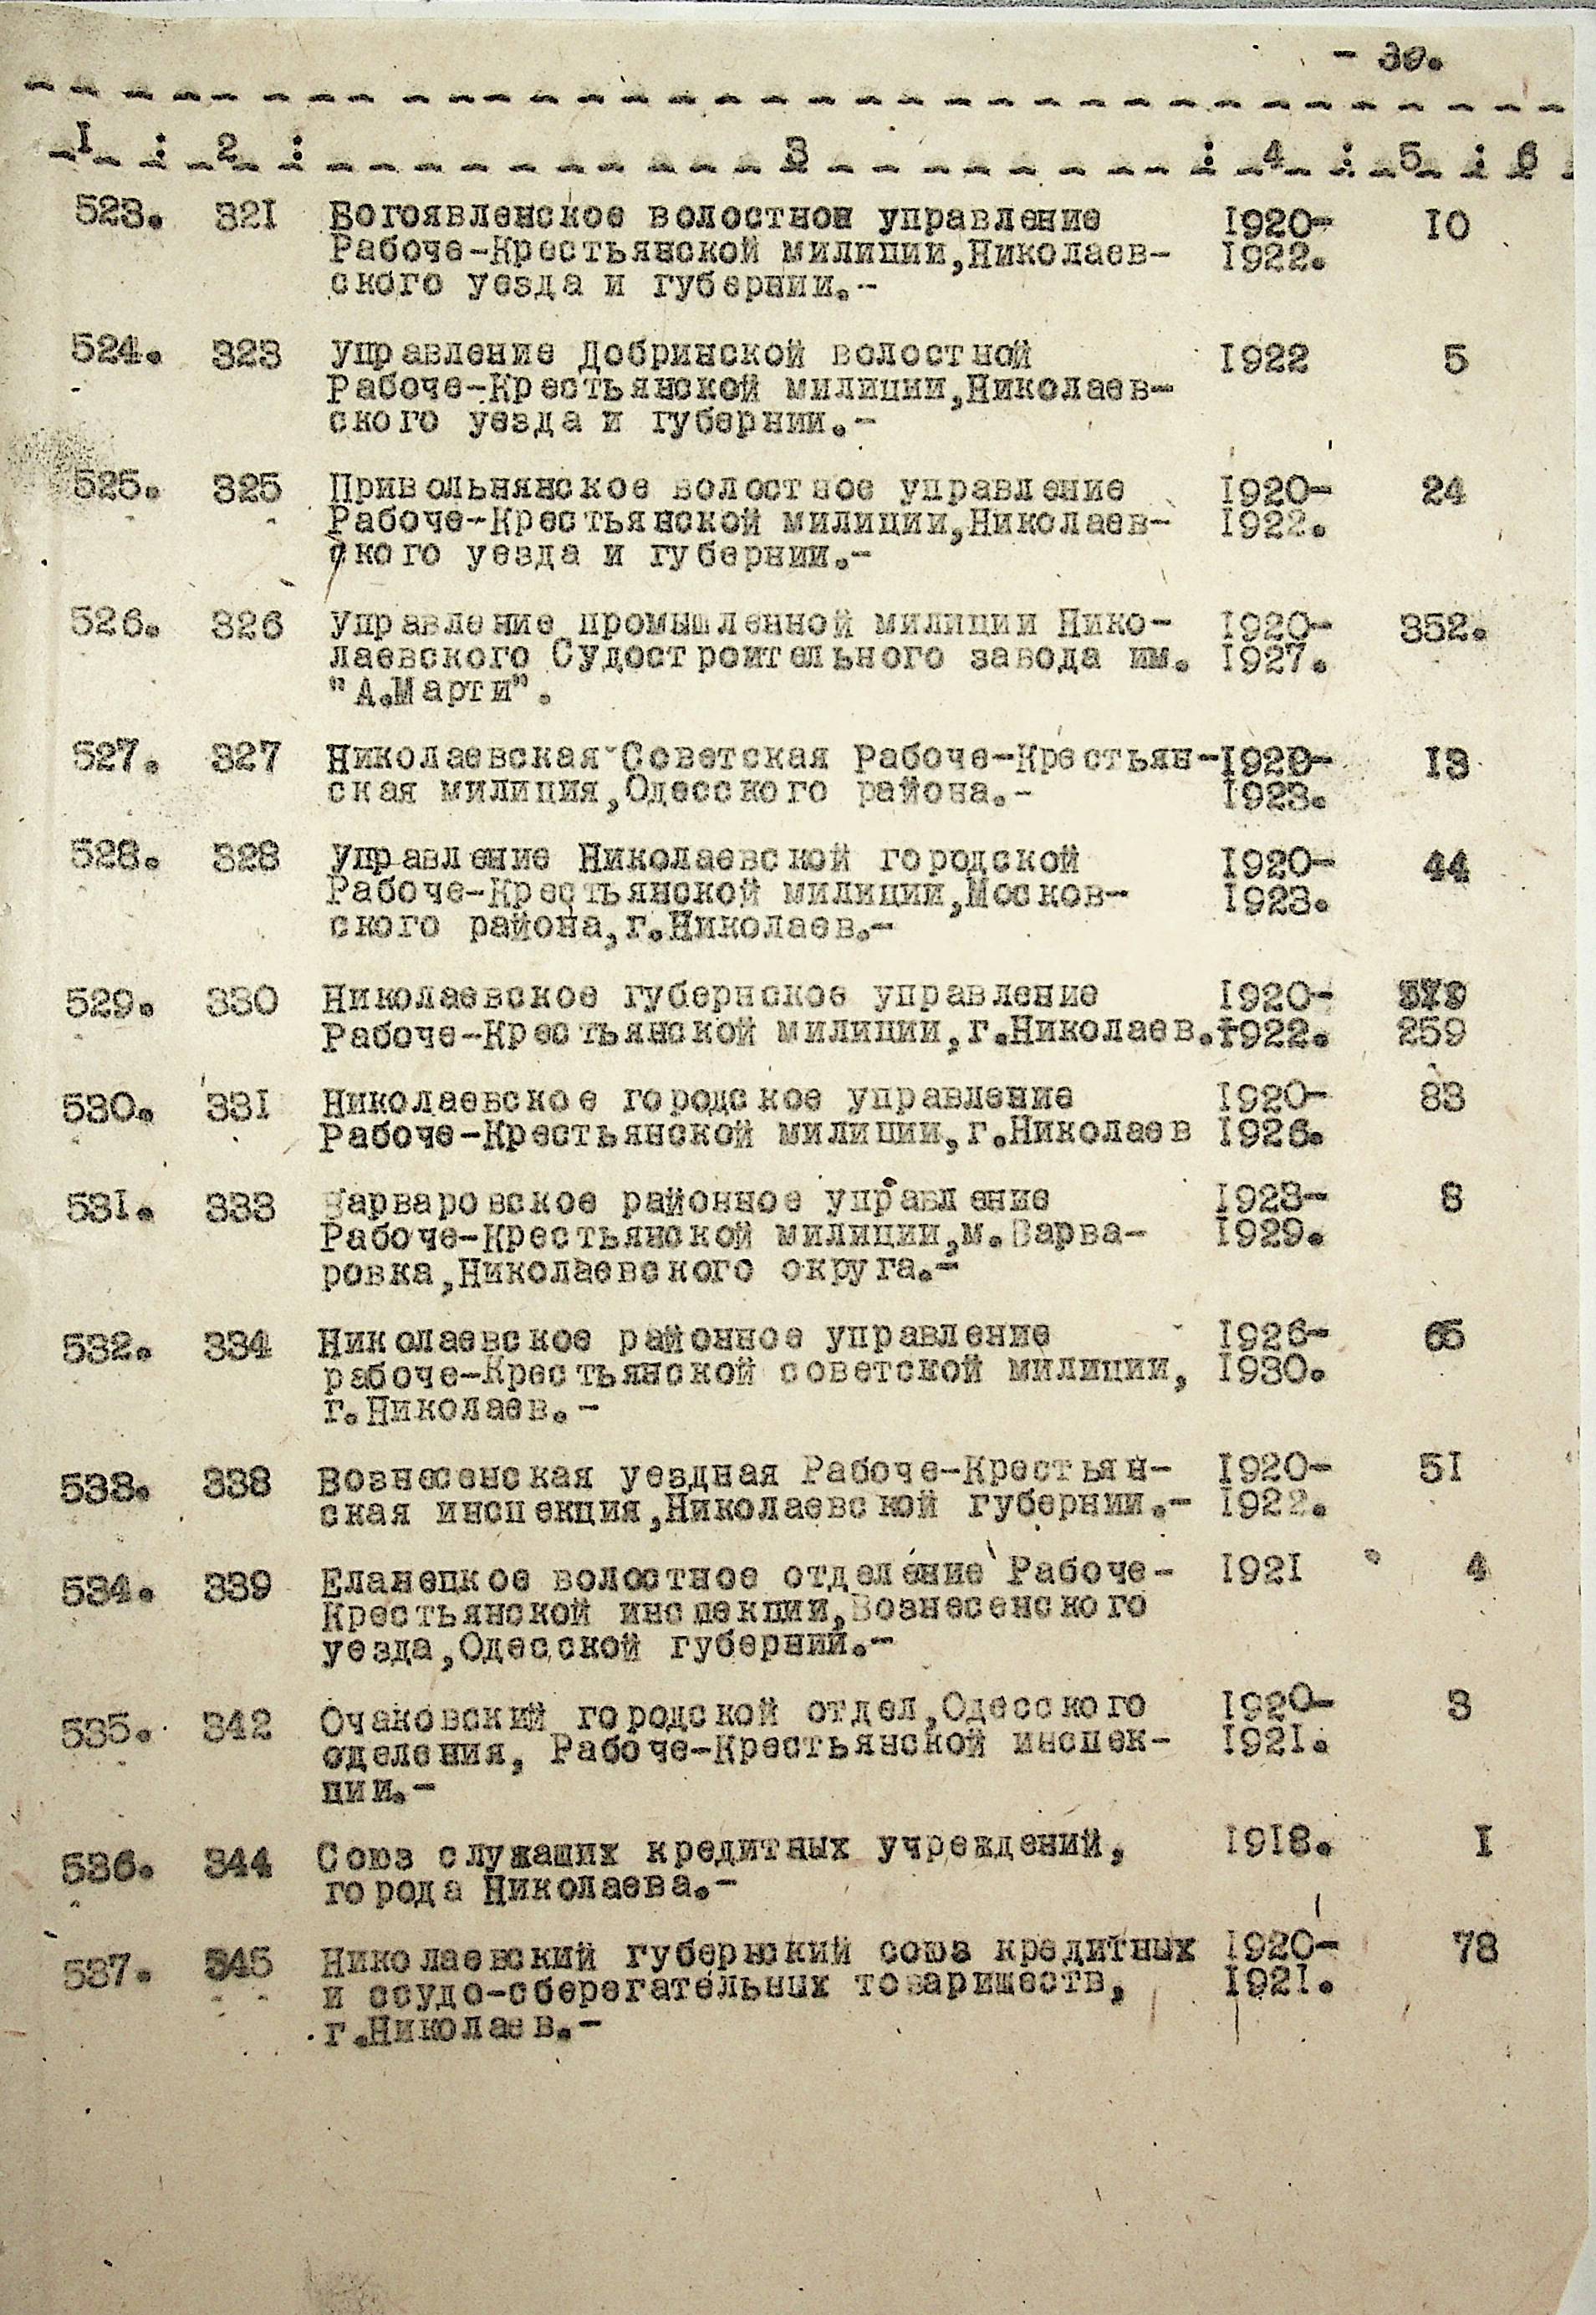 - 39.
1 : 2 : 3 : 4 : 5 : 6
523. 321 Богоявленское волостное управление 1920- 10
Рабоче-Крестьянской милиции,Николаев- 1922.
ского уезда и губернии.-
524. 323 Управление Добринской волостной 1922 5
Рабоче-Крестьянской милиции,Николаев-
ского уезда и губернии.-
525. 325 Привольнянское волостное управление 1920- 24
Рабоче-Крестьянской милиции,Николаев- 1922.
ского уезда и губернии.-
526. 326 Управление промышленной милиции Нико- 1920- 352.
лаевского Судостроительного завода им. 1927.
"А.Марти".
527. 327 Николаевская Советская Рабоче-Крестьян- 1920- 13
ская милиция,Одесского района.- 1923.
528. 328 Управление Николаевской городской 1920- 44
Рабоче-Крестьянской милиции,Москов- 1923.
ского района,г.Николаев.-
529. 330 Николаевское губернское управление 1920-
Рабоче-Крестьянской милиции,г.Николаев.- 1922. 259
530. 331 Николаевское городское управление 1920- 83
Рабоче-Крестьянской милиции,г.Николаев 1926.
531. 333 Варваровское районное управление 1923- 8
Рабоче-Крестьянской милиции,м.Варва- 1929.
ровка,Николаевского округа.-
532. 334 Николаевское районное управление 1926- 65
рабоче-Крестьянской советской милиции, 1930.
г.Николаев.-
533. 338 Вознесенская уездная Рабоче-Крестьян- 1920- 51
ская инспекция,Николаевской губернии.- 1922.
534. 339 Еланецкое волостное отделение Рабоче- 1921 4
Крестьянской инспекции,Вознесенского
уезда,Одесской губернии.-
535. 342 Очаковский городской отдел,Одесского 1920- 3
оделения, Рабоче-Крестьянской инспек- 1921.
ции.-
536. 344 Союз служащих кредитных учреждений, 1918. 1
города Николаева.-
537. 345 Николаевский губернский союз кредитных 1920- 78
и ссудо-сберегательных товариществ, 1921.
г.Николаев.-